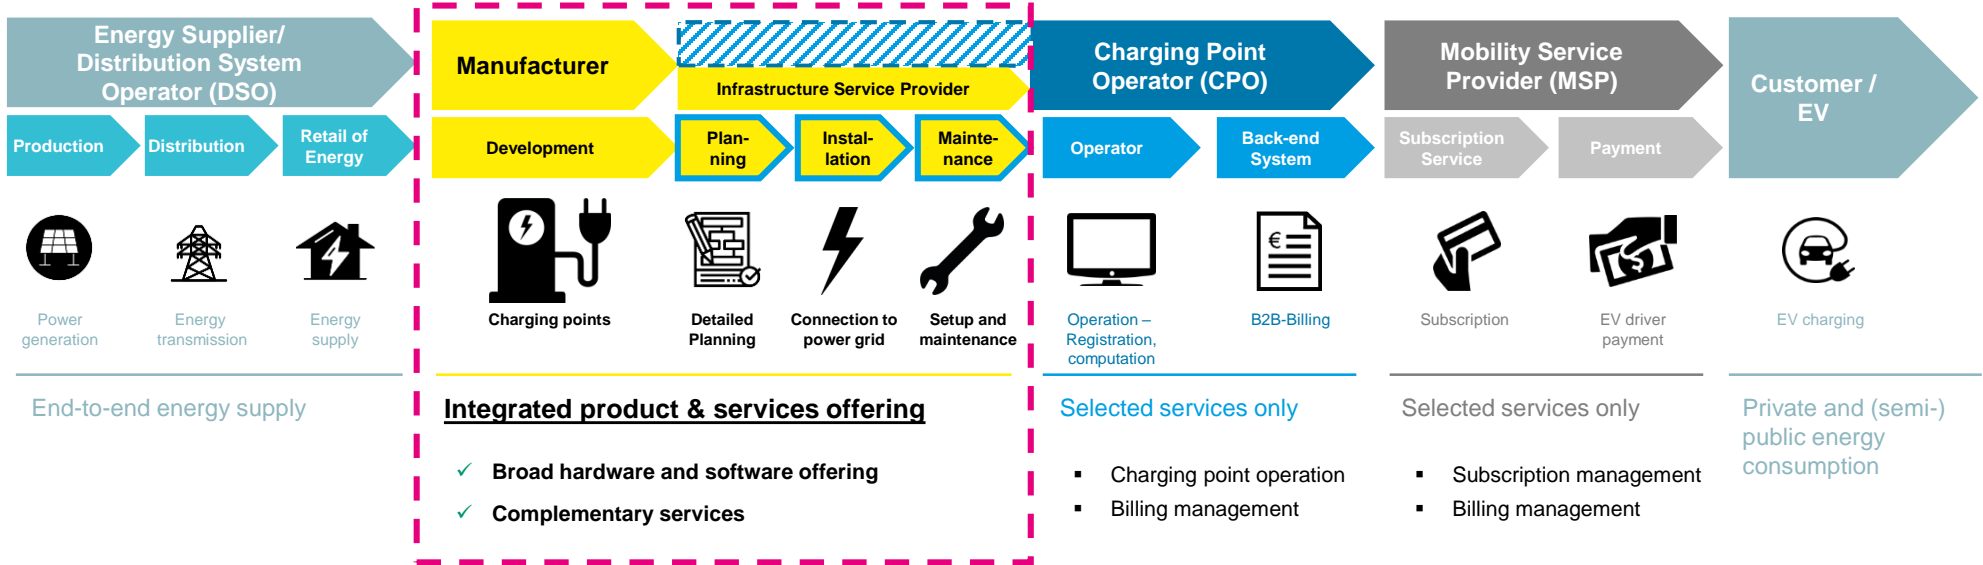 Energy Supplier/
Distribution System
Operator (DSO)
Manufacturer
Infrastructure Service Provider
Charging Point
Operator (CPO)
Mobility Service
Provider (MSP)
Customer /
EV
Production
Distribution
Retail of
Energy
Development
Plan-
ning
Instal-
lation
Mainte-
nance
Operator
Back-end
System
Subscription
Service
Payment
Power
generation
Energy
transmission
Energy
supply
Charging points
Detailed
Planning
Connection to
power grid
Setup and
maintenance
Operation –
Registration,
computation
€
B2B-Billing
Subscription
$
EV driver
payment
EV charging
End-to-end energy supply
Integrated product & services offering
✓ Broad hardware and software offering
✓ Complementary services
Selected services only
▪ Charging point operation
▪ Billing management
Selected services only
▪ Subscription management
▪ Billing management
Private and (semi-)
public energy
consumption